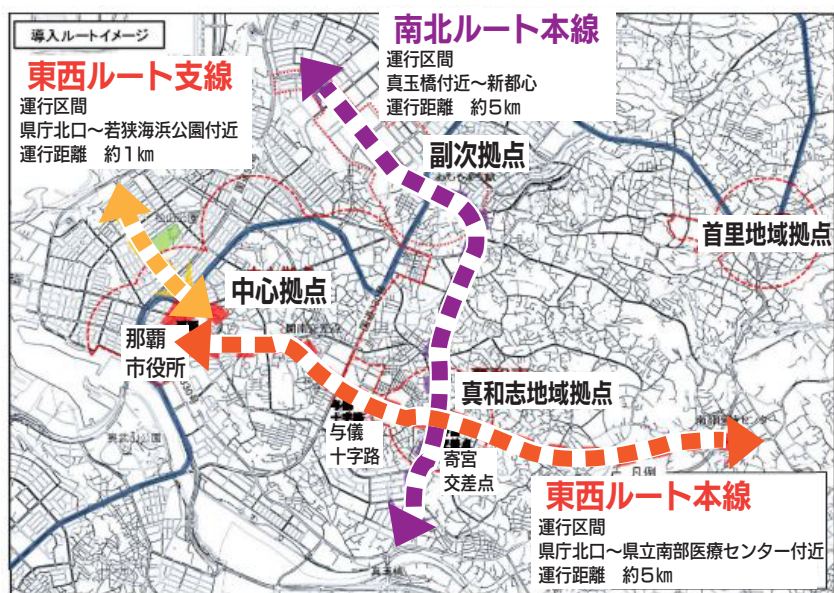 導入ルートイメージ
東西ルート支線
運行区間
県庁北口～若狭海浜公園付近
運行距離　約1㎞
南北ルート本線
運行区間
真玉橋付近～新都心
運行距離　約5㎞
副次拠点
首里地域拠点
中心拠点
那覇
市役所
真和志地域拠点
与儀
十字路
寄宮
交差点
凡例
東西ルート本線
運行区間
県庁北口～県立南部医療センター付近
運行距離　約5㎞
真玉橋